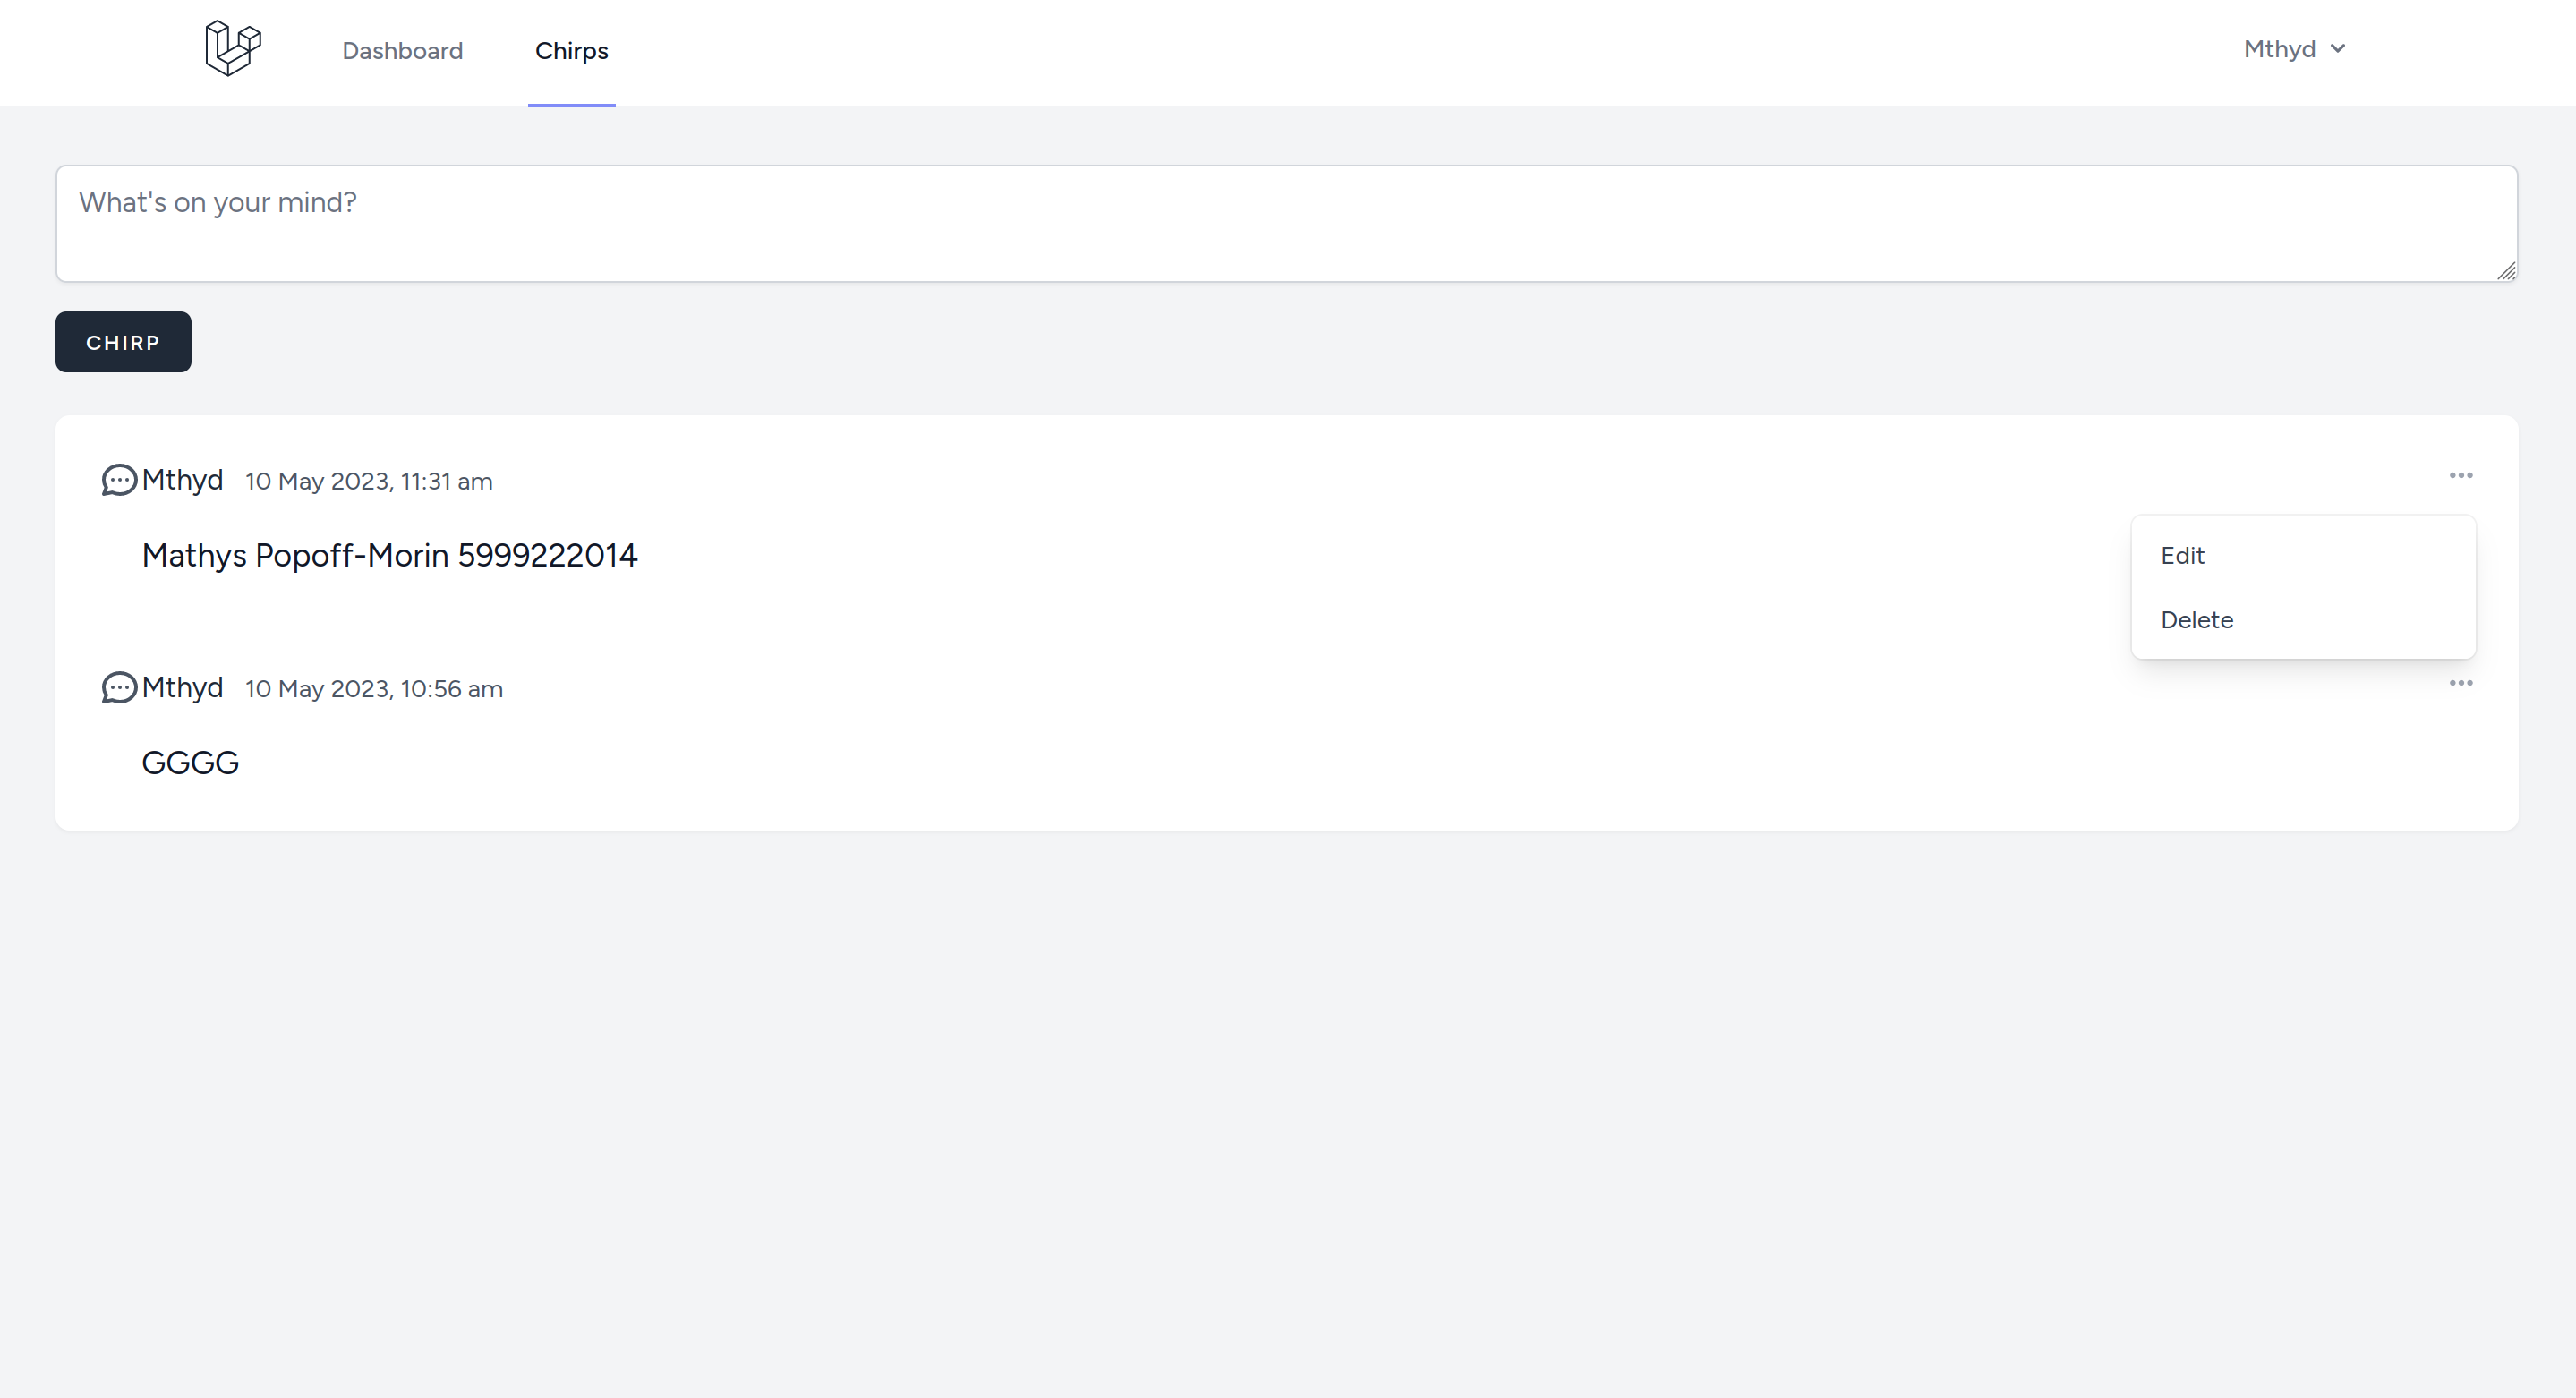 Dashboard Chirps Mthyd
What's on your mind?
CHIRP
Mthyd 10 May 2023, 11:31 am
Mathys Popoff-Morin 5999222014
Edit
Delete
Mthyd 10 May 2023, 10:56 am
GGGG